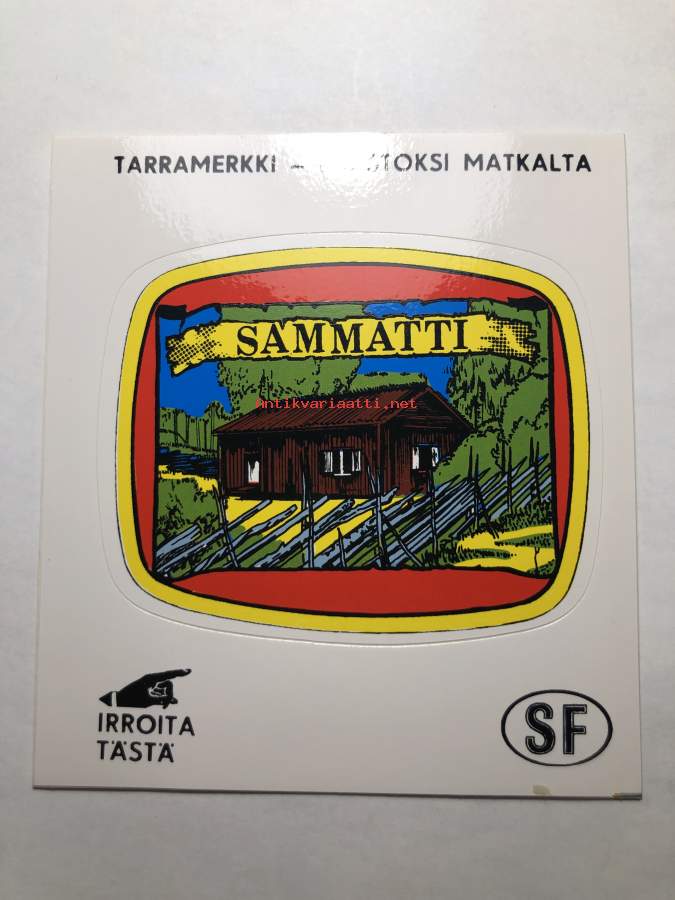 TARRAMERKKI – MATKALTA
SAMMATTI
Antikvariaatti.net
IRROITA
TÄSTÄ
SF